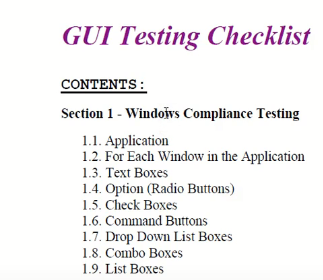 GUI Testing Checklist
CONTENTS:
Section 1 - Windows Compliance Testing
1.1. Application
1.2. For Each Window in the Application
1.3. Text Boxes
1.4. Option (Radio Buttons)
1.5. Check Boxes
1.6. Command Buttons
1.7. Drop Down List Boxes
1.8. Combo Boxes
1.9. List Boxes